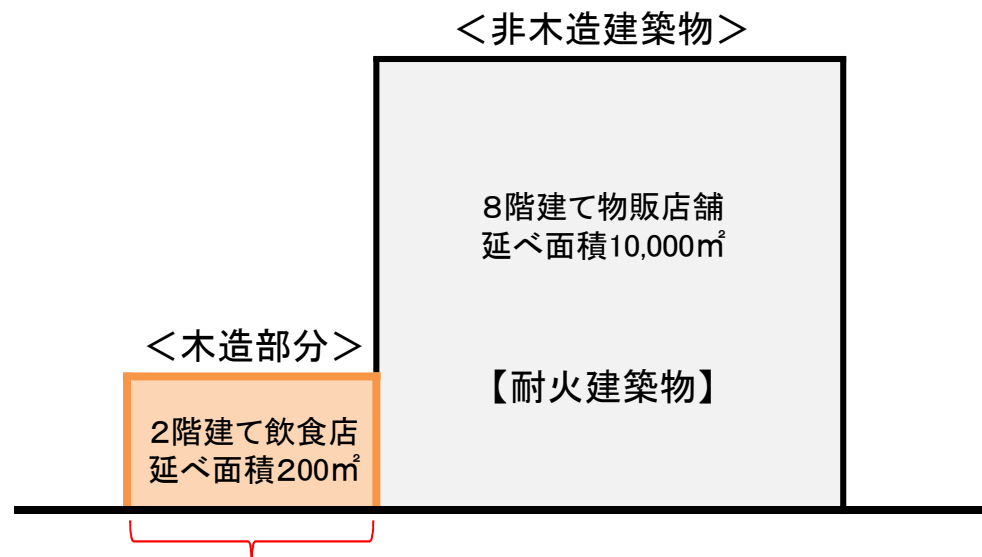 ＜非木造建築物＞
８階建て物販店舗
延べ面積10,000㎡
＜木造部分＞
【耐火建築物】
２階建て飲食店
延べ面積２００㎡